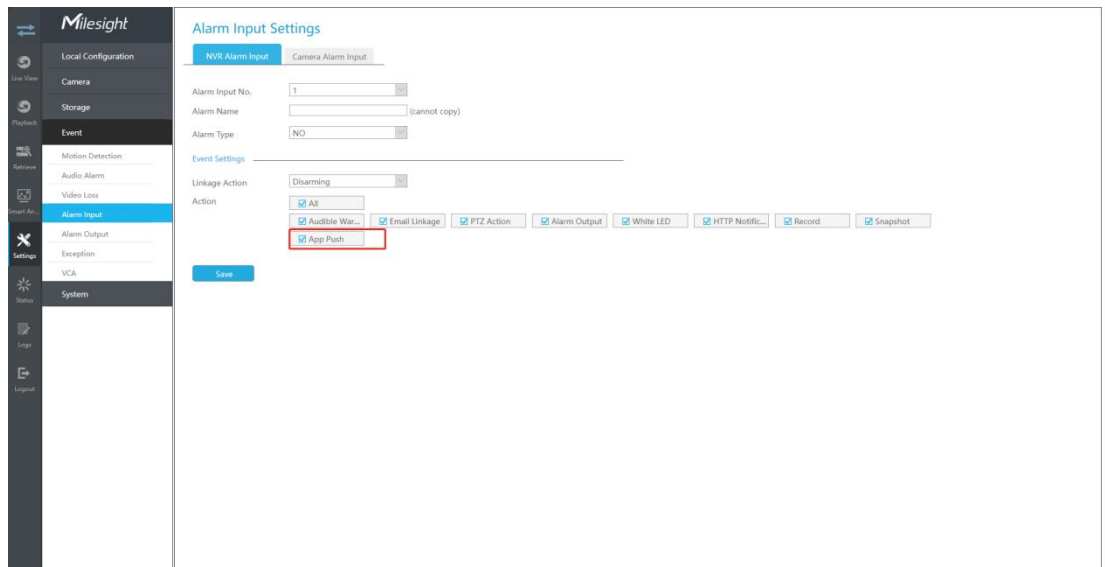 Milesight
Live View
Playback
Retrieve
Smart An...
Settings
Status
Logs
Logout
Local Configuration
Camera
Storage
Event
Motion Detection
Audio Alarm
Video Loss
Alarm Input
Alarm Output
Exception
VCA
System
Alarm Input Settings
NVR Alarm Input Camera Alarm Input
Alarm Input No. 1
Alarm Name (cannot copy)
Alarm Type NO
Event Settings
Linkage Action Disarming
Action All
Audible War... Email Linkage PTZ Action Alarm Output White LED HTTP Notific... Record Snapshot
App Push
Save